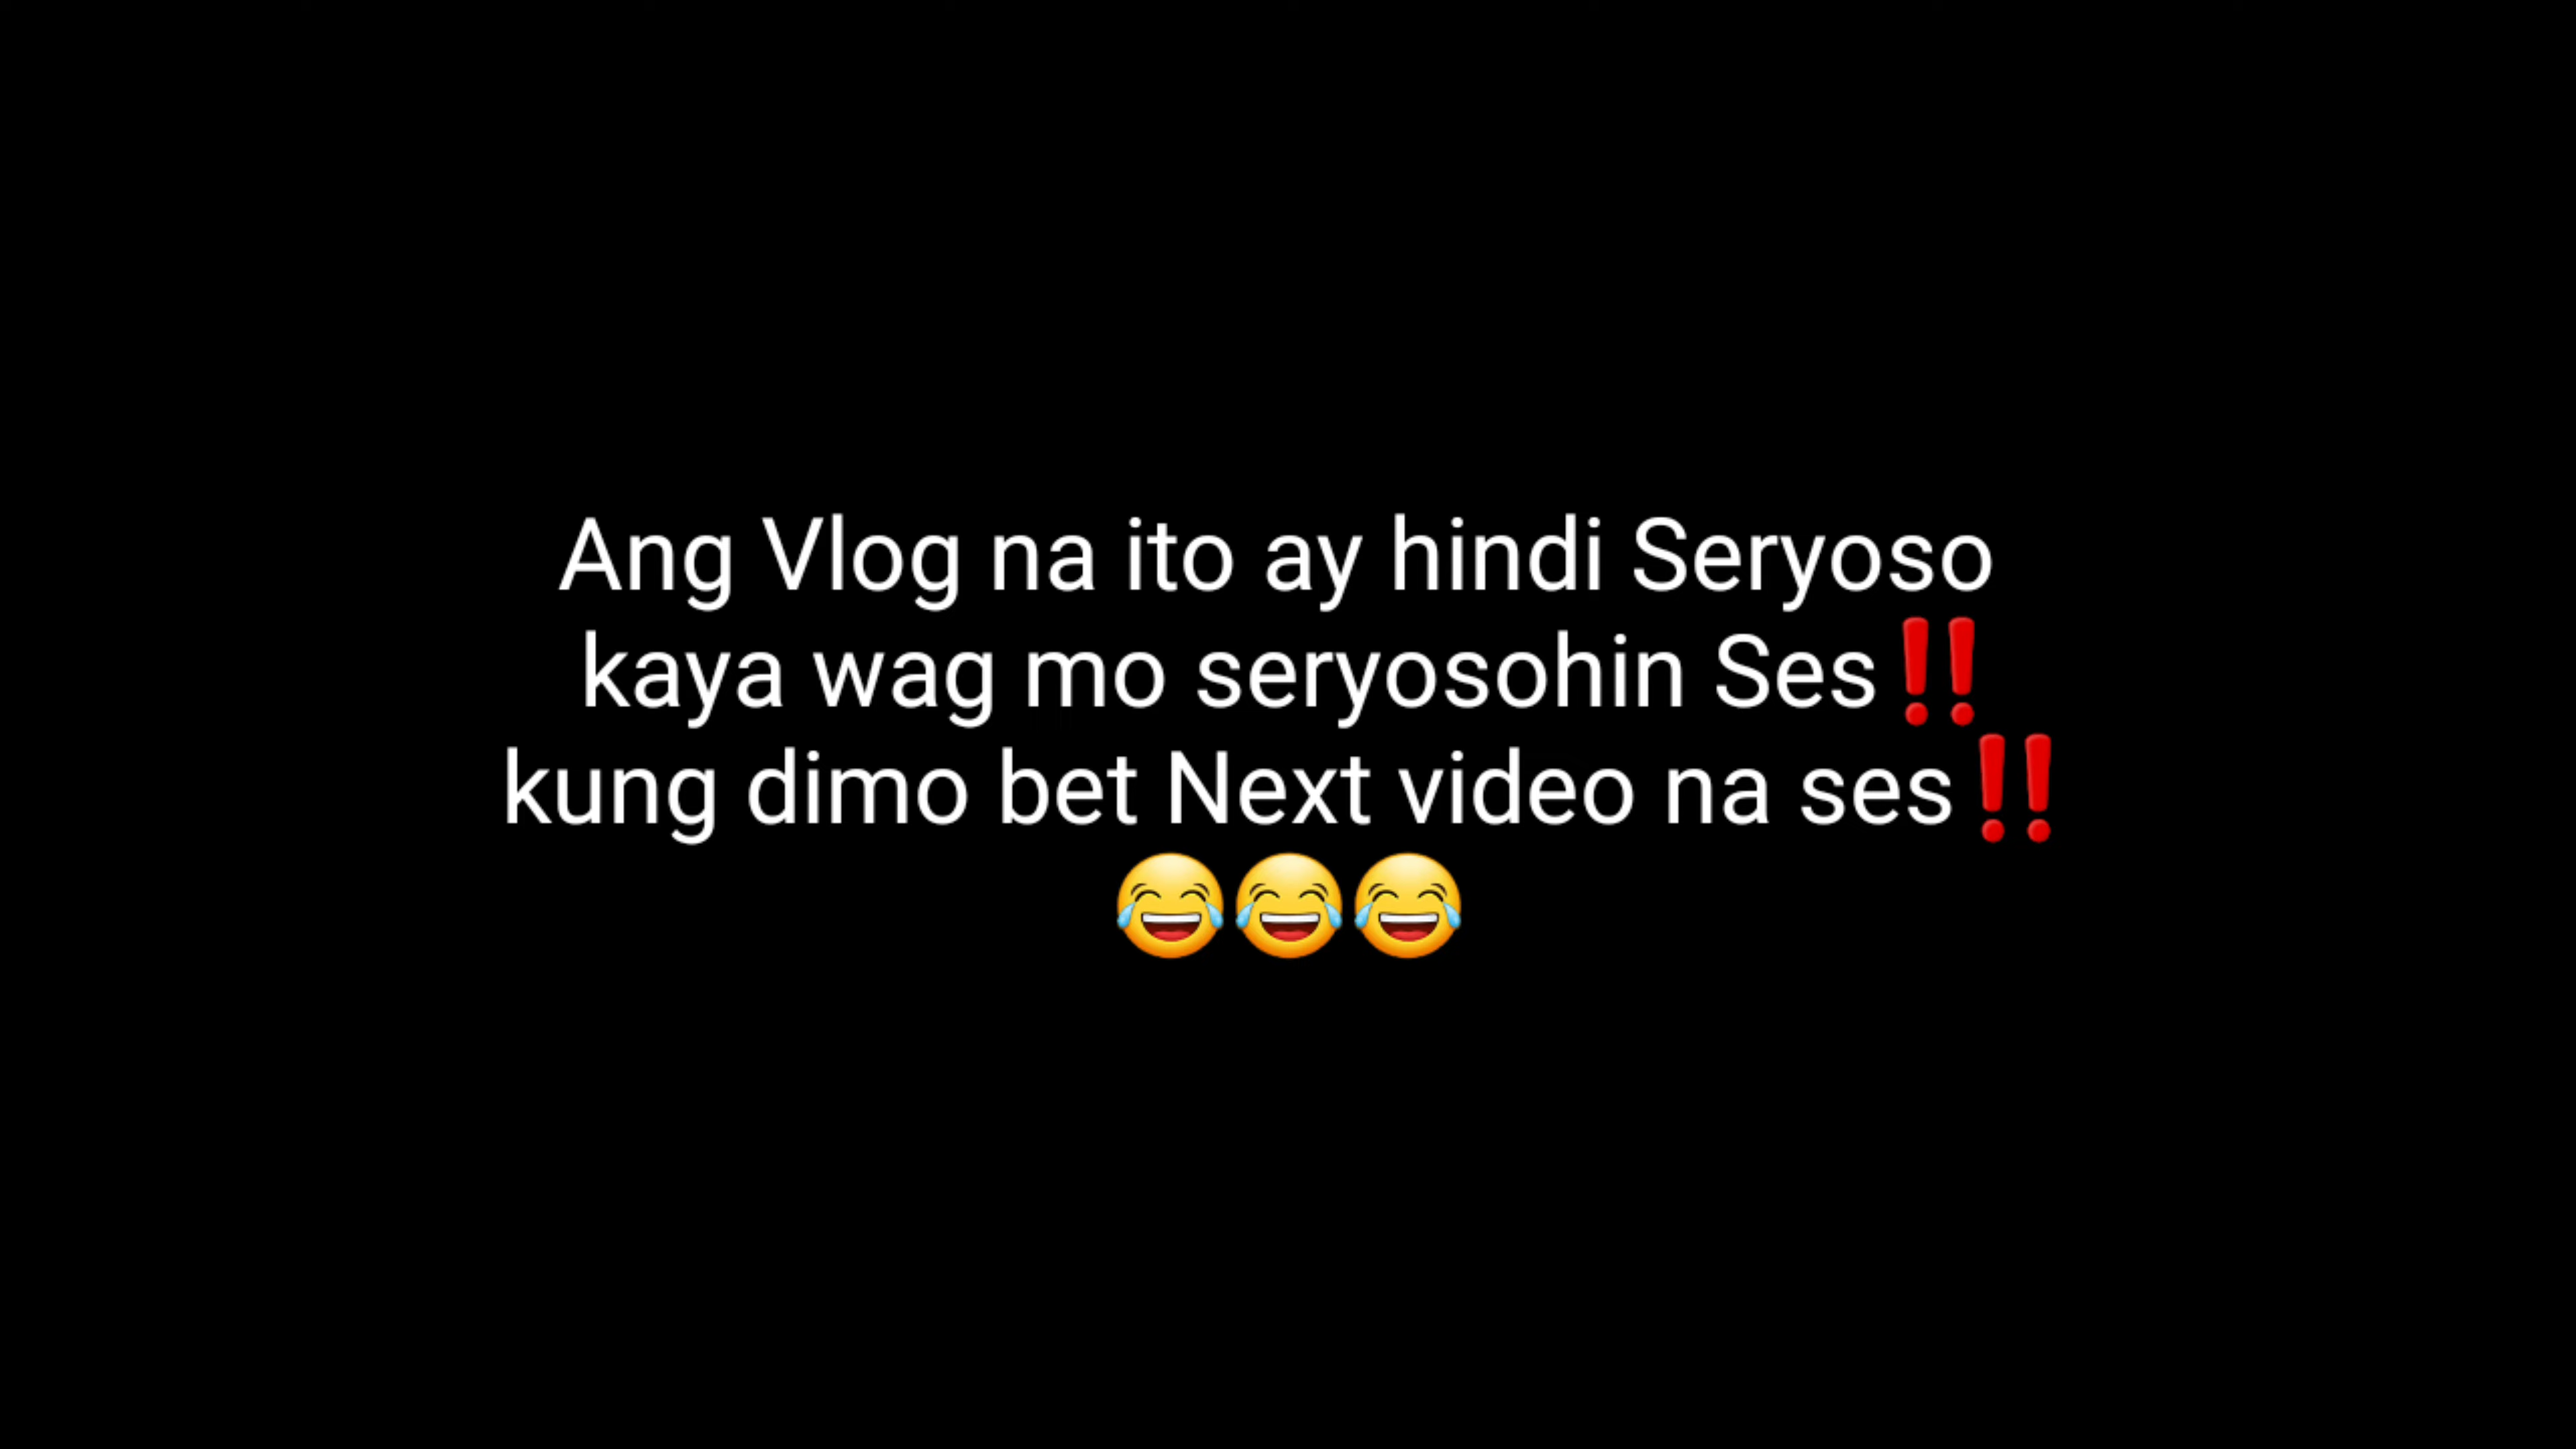 Ang Vlog na ito ay hindi Seryoso
kaya wag mo seryosohin Ses‼️
kung dimo bet Next video na ses‼️
😂😂😂